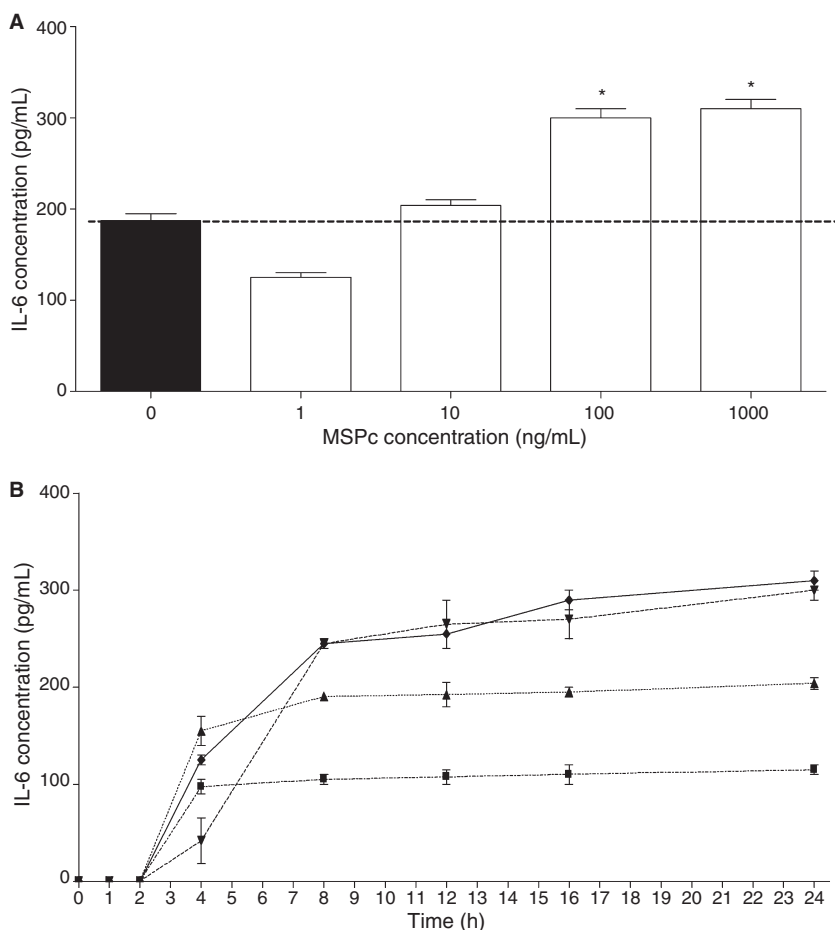 A
IL-6 concentration (pg/mL)
400
300
200
100
0
* *
0 1 10 100 1000
MSPc concentration (ng/mL)
B
IL-6 concentration (pg/mL)
400
300
200
100
0
0 1 2 3 4 5 6 7 8 9 10 11 12 13 14 15 16 17 18 19 20 21 22 23 24
Time (h)